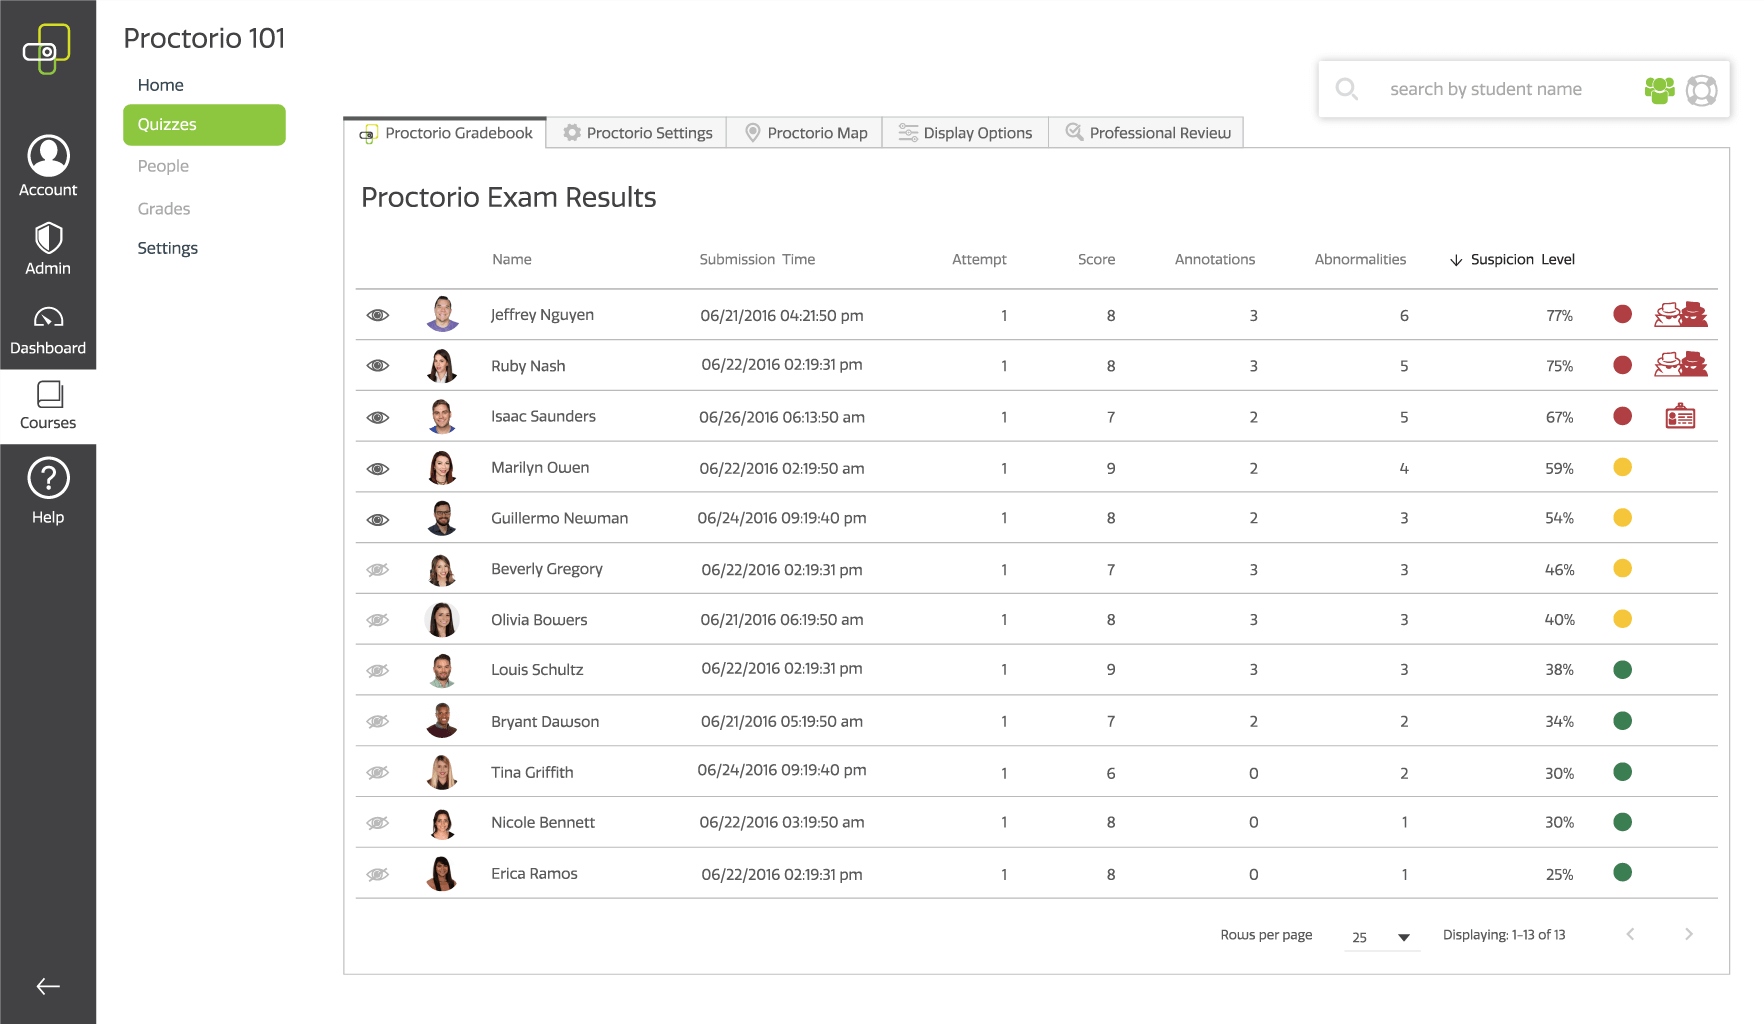 Proctorio 101
Home
Quizzes
People
Grades
Settings
Account
Admin
Dashboard
Courses
?
Help
search by student name
Proctorio Gradebook Proctorio Settings Proctorio Map Display Options Professional Review
Proctorio Exam Results
Name Submission Time Attempt Score Annotations Abnormalities Suspicion Level
Jeffrey Nguyen 06/21/2016 04:21:50 pm 1 8 3 6 77%
Ruby Nash 06/22/2016 02:19:31 pm 1 8 3 5 75%
Isaac Saunders 06/26/2016 06:13:50 am 1 7 2 5 67%
Marilyn Owen 06/22/2016 02:19:50 am 1 9 2 4 59%
Guillermo Newman 06/24/2016 09:19:40 pm 1 8 2 3 54%
Beverly Gregory 06/22/2016 02:19:31 pm 1 7 3 3 46%
Olivia Bowers 06/21/2016 06:19:50 am 1 8 3 3 40%
Louis Schultz 06/22/2016 02:19:31 pm 1 9 3 3 38%
Bryant Dawson 06/21/2016 05:19:50 am 1 7 2 2 34%
Tina Griffith 06/24/2016 09:19:40 pm 1 6 0 2 30%
Nicole Bennett 06/22/2016 03:19:50 am 1 8 0 1 30%
Erica Ramos 06/22/2016 02:19:31 pm 1 8 0 1 25%
Rows per page 25 Displaying: 1-13 of 13